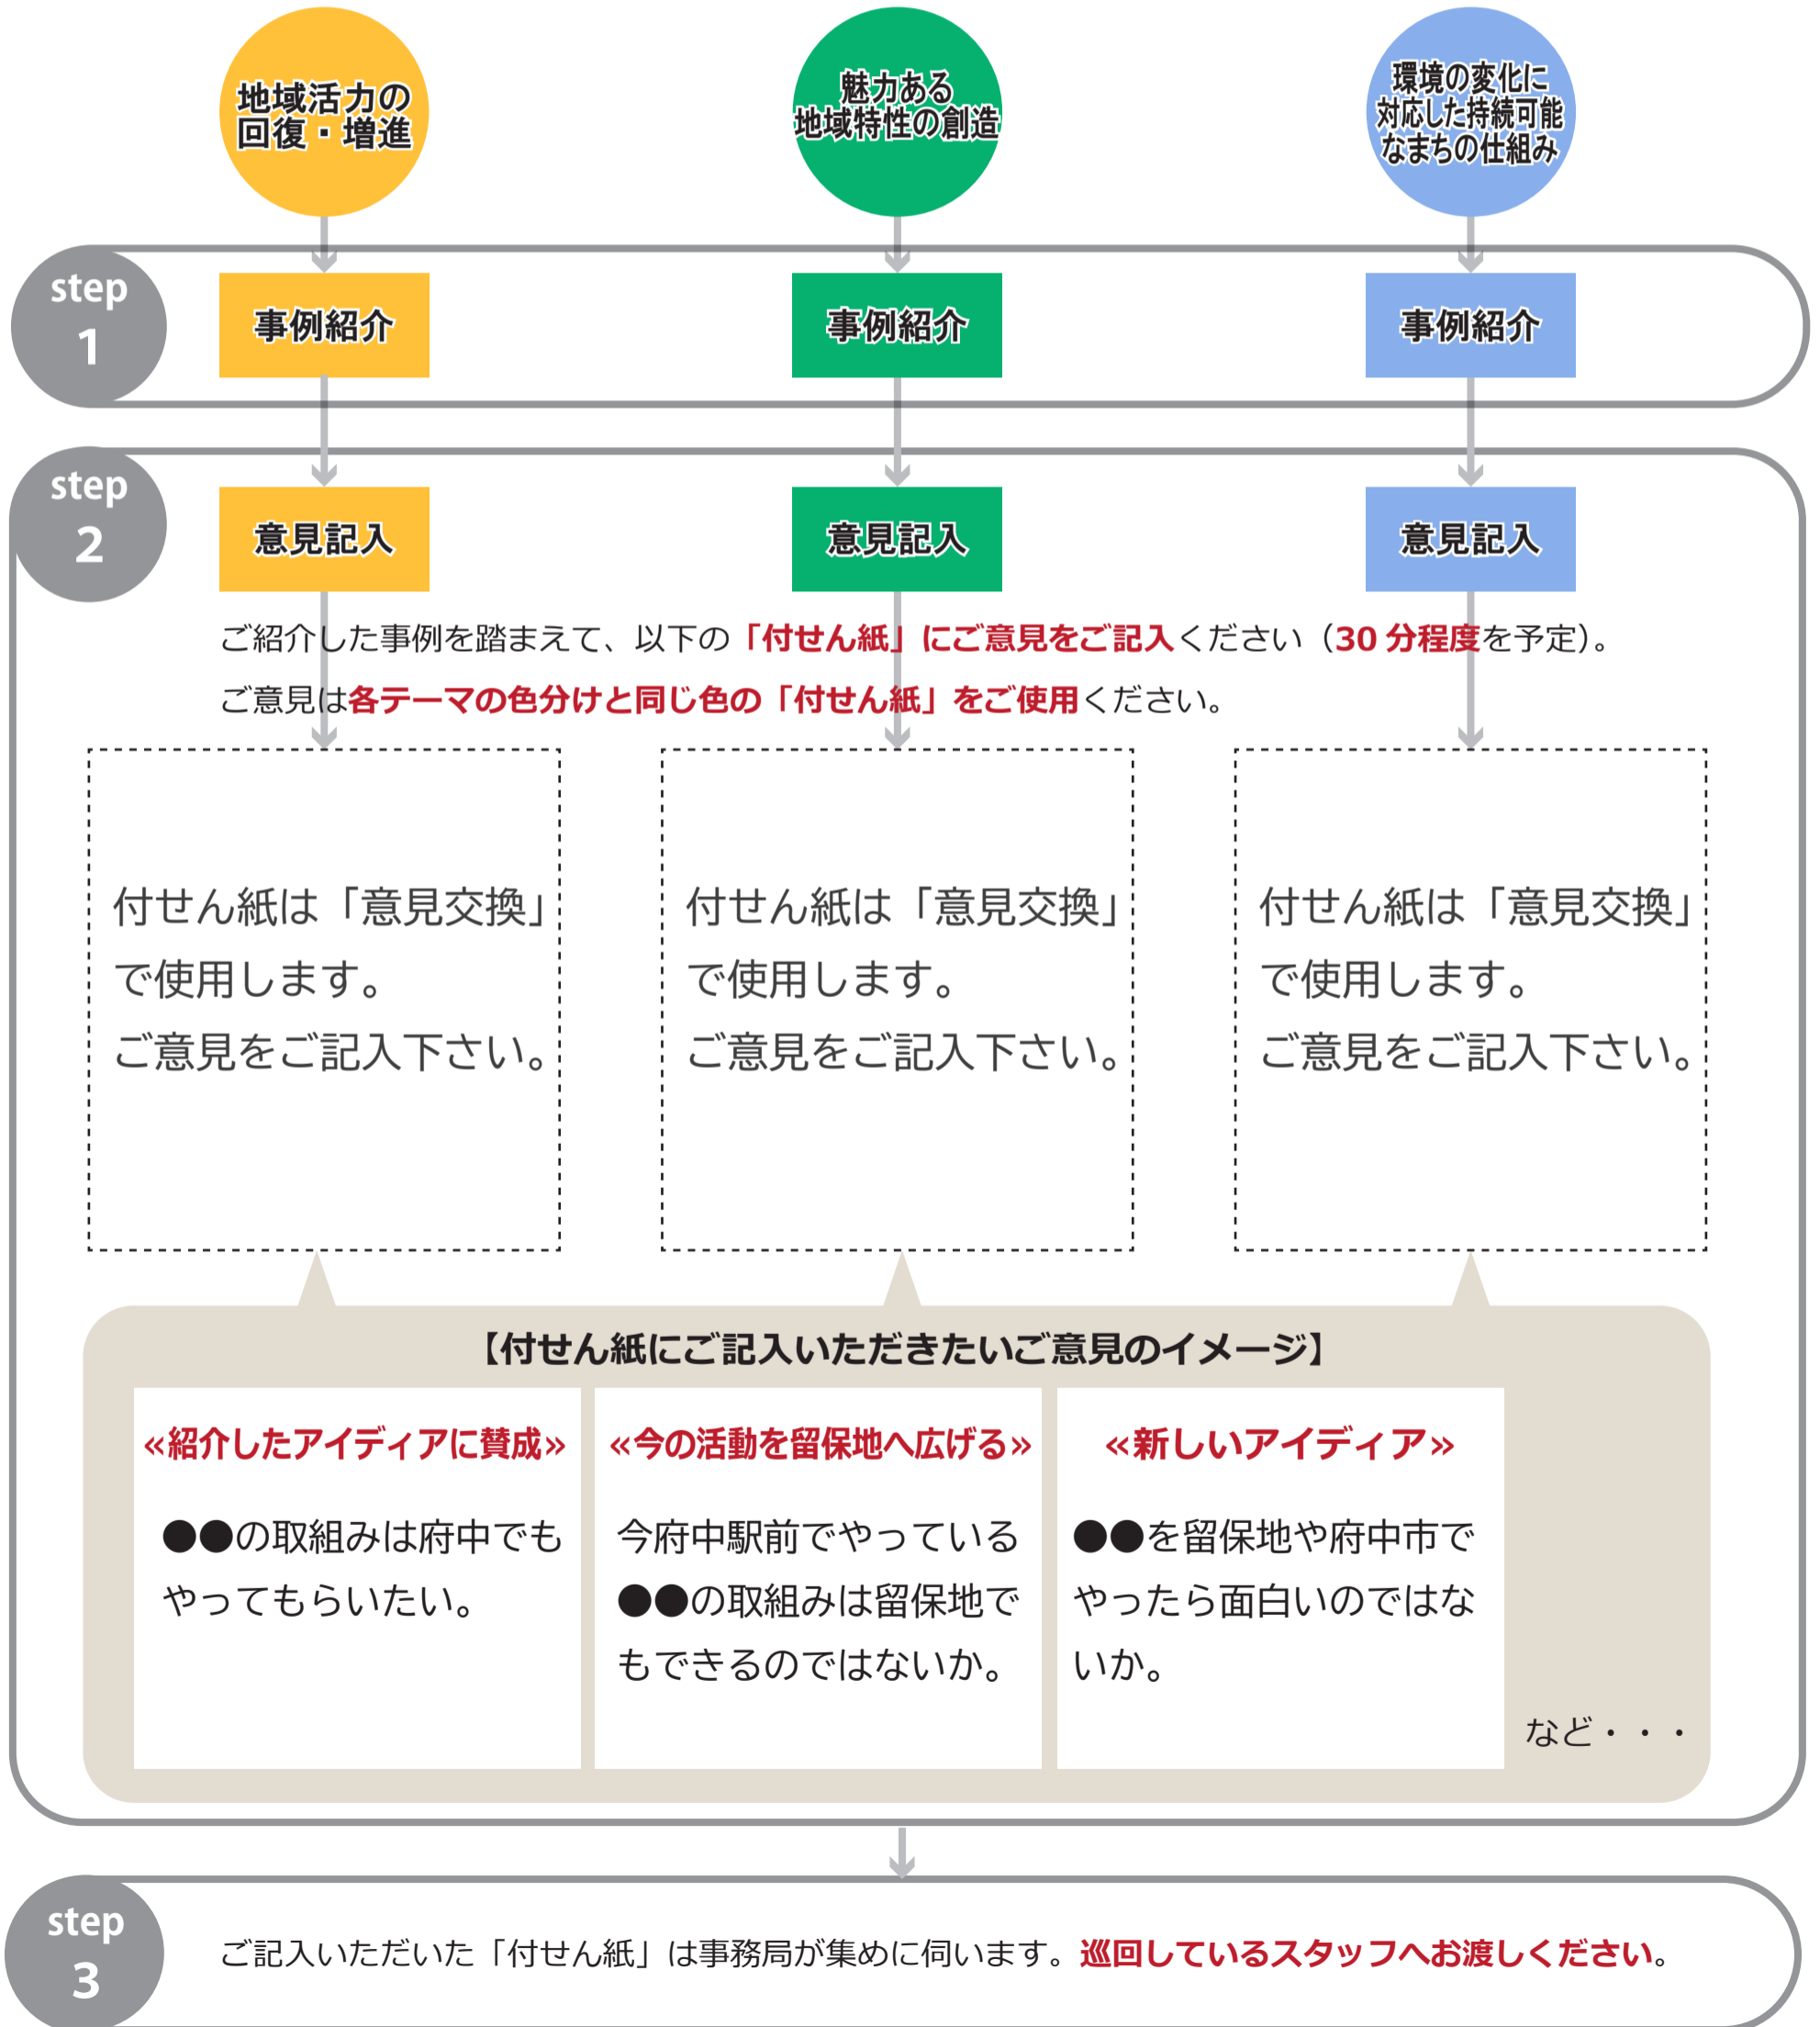 地域活力の
回復・増進
魅力ある
地域特性の創造
環境の変化に
対応した持続可能
なまちの仕組み
step
1
事例紹介
事例紹介
事例紹介
step
2
意見記入
意見記入
意見記入
ご紹介した事例を踏まえて、以下の「付せん紙」にご意見をご記入ください（30 分程度を予定）。
ご意見は各テーマの色分けと同じ色の「付せん紙」をご使用ください。
付せん紙は「意見交換」
で使用します。
ご意見をご記入下さい。
付せん紙は「意見交換」
で使用します。
ご意見をご記入下さい。
付せん紙は「意見交換」
で使用します。
ご意見をご記入下さい。
【付せん紙にご記入いただきたいご意見のイメージ】
≪紹介したアイディアに賛成≫
●●の取組みは府中でも
やってもらいたい。
≪今の活動を留保地へ広げる≫
今府中駅前でやっている
●●の取組みは留保地で
もできるのではないか。
≪新しいアイディア≫
●●を留保地や府中市で
やったら面白いのではな
いか。
など・・・
step
3
ご記入いただいた「付せん紙」は事務局が集めに伺います。巡回しているスタッフへお渡しください。